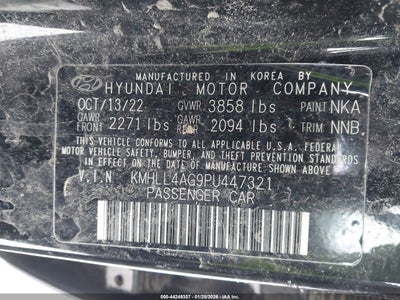 MANUFACTURED IN KOREA BY
HYUNDAI MOTOR COMPANY
OCT/13/22 GVWR 3858 lbs PAINT NKA
GAWR FRONT 2271 lbs GAWR REAR 2094 lbs TRIM NNB
THIS VEHICLE CONFORMS TO ALL APPLICABLE U.S.A. FEDERAL
MOTOR VEHICLE SAFETY, BUMPER, AND THEFT PREVENTION
STANDARDS IN EFFECT ON THE DATE OF MANUFACTURE
SHOWN ABOVE.
V.I.N KMHLL4AG9PU447321
PASSENGER CAR
000-44249357 - 01/28/2026 - IAA Inc.